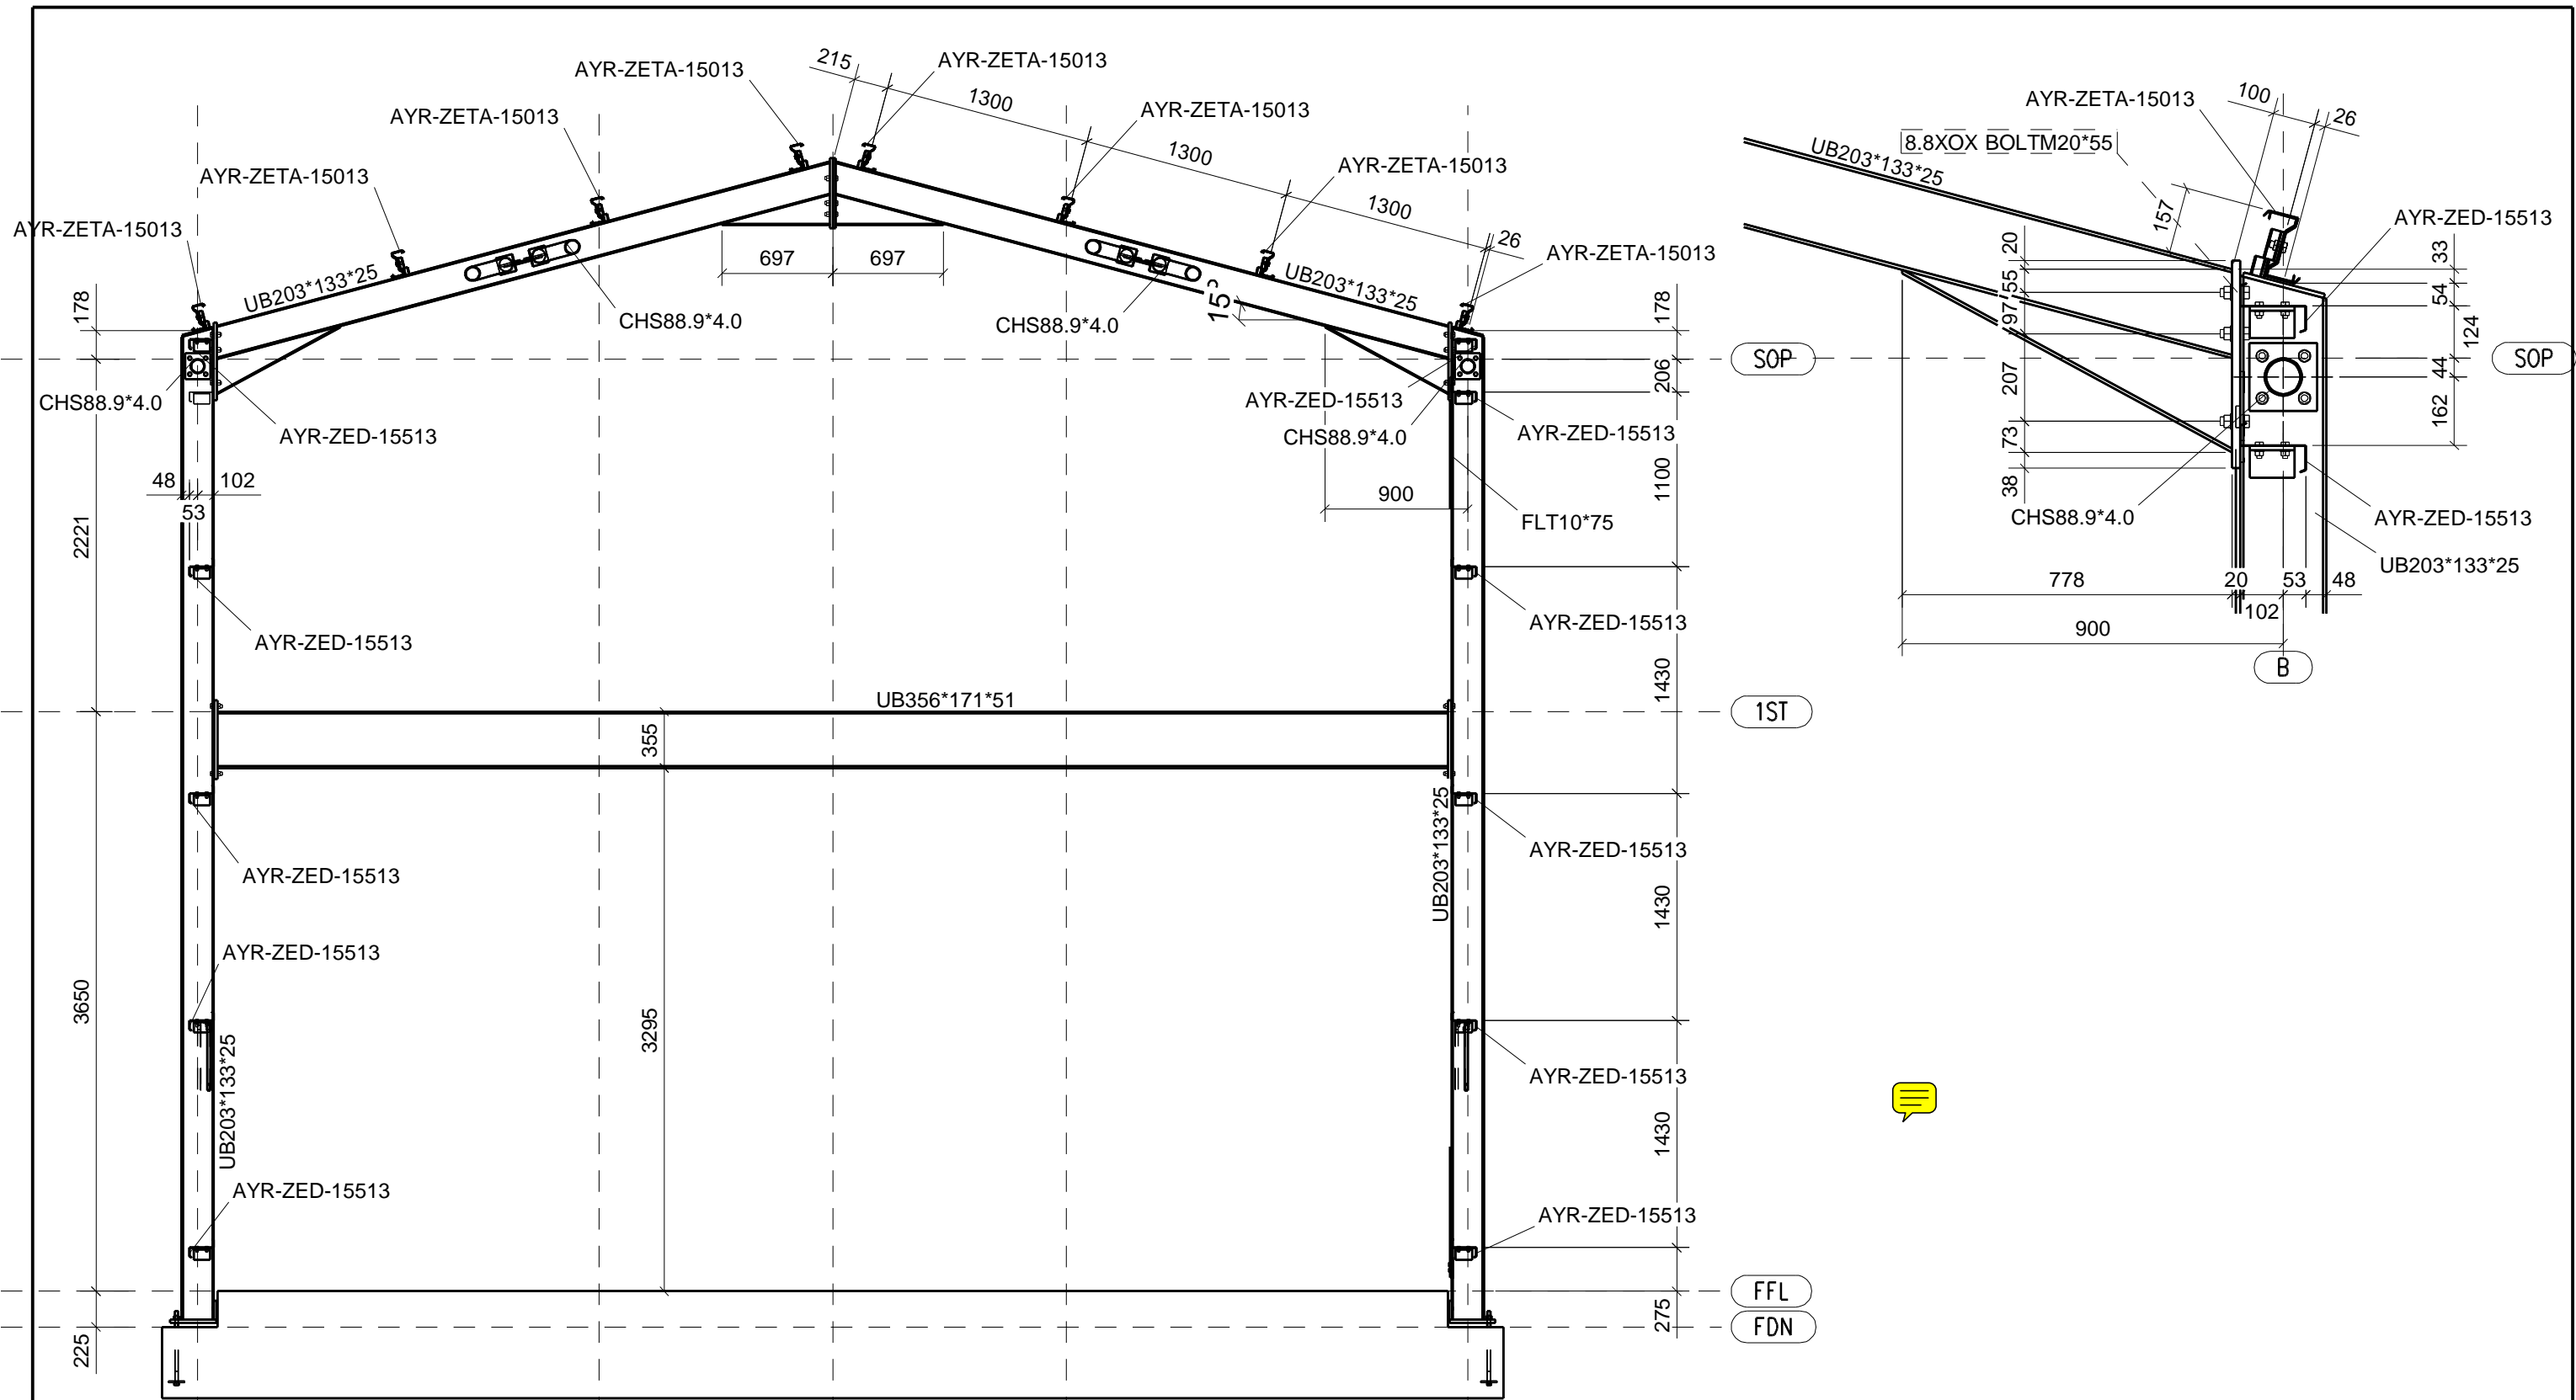 215
AYR-ZETA-15013
AYR-ZETA-15013
1300
AYR-ZETA-15013
AYR-ZETA-15013
1300
AYR-ZETA-15013
AYR-ZETA-15013
1300
AYR-ZETA-15013
26
AYR-ZETA-15013
697
697
UB203*133*25
UB203*133*25
178
CHS88.9*4.0
CHS88.9*4.0
15°
178
SOP
206
CHS88.9*4.0
AYR-ZED-15513
AYR-ZED-15513
CHS88.9*4.0
AYR-ZED-15513
48
102
53
900
1100
2221
FLT10*75
AYR-ZED-15513
AYR-ZED-15513
1430
UB356*171*51
1ST
355
UB203*133*25
AYR-ZED-15513
AYR-ZED-15513
1430
AYR-ZED-15513
3650
3295
UB203*133*25
AYR-ZED-15513
1430
AYR-ZED-15513
AYR-ZED-15513
FFL
275
FDN
225
AYR-ZETA-15013
100
26
8.8XOX BOLTM20*55
UB203*133*25
157
AYR-ZED-15513
20
33
55
54
97
124
SOP
44
207
162
73
38
CHS88.9*4.0
AYR-ZED-15513
UB203*133*25
778
20
53
48
102
900
B